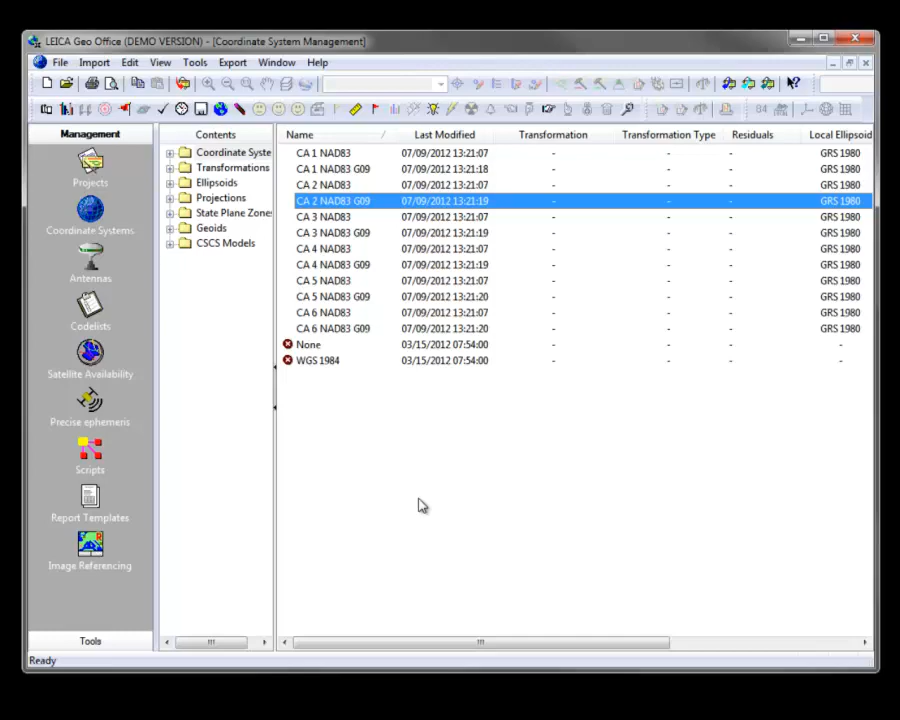 LEICA Geo Office (DEMO VERSION) - [Coordinate System Management]
File Import Edit View Tools Export Window Help
Management
Projects
Coordinate Systems
Antennas
Codelists
Satellite Availability
Precise ephemeris
Scripts
Report Templates
Image Referencing
Tools
Contents
Coordinate Syste
Transformations
Ellipsoids
Projections
State Plane Zones
Geoids
CSCS Models
Name Last Modified Transformation Transformation Type Residuals Local Ellipsoid
CA 1 NAD83 07/09/2012 13:21:07 - - - GRS 1980
CA 1 NAD83 G09 07/09/2012 13:21:18 - - - GRS 1980
CA 2 NAD83 07/09/2012 13:21:07 - - - GRS 1980
CA 2 NAD83 G09 07/09/2012 13:21:19 - - - GRS 1980
CA 3 NAD83 07/09/2012 13:21:07 - - - GRS 1980
CA 3 NAD83 G09 07/09/2012 13:21:19 - - - GRS 1980
CA 4 NAD83 07/09/2012 13:21:07 - - - GRS 1980
CA 4 NAD83 G09 07/09/2012 13:21:19 - - - GRS 1980
CA 5 NAD83 07/09/2012 13:21:07 - - - GRS 1980
CA 5 NAD83 G09 07/09/2012 13:21:20 - - - GRS 1980
CA 6 NAD83 07/09/2012 13:21:07 - - - GRS 1980
CA 6 NAD83 G09 07/09/2012 13:21:20 - - - GRS 1980
None 03/15/2012 07:54:00 - - - -
WGS 1984 03/15/2012 07:54:00 - - - -
Ready